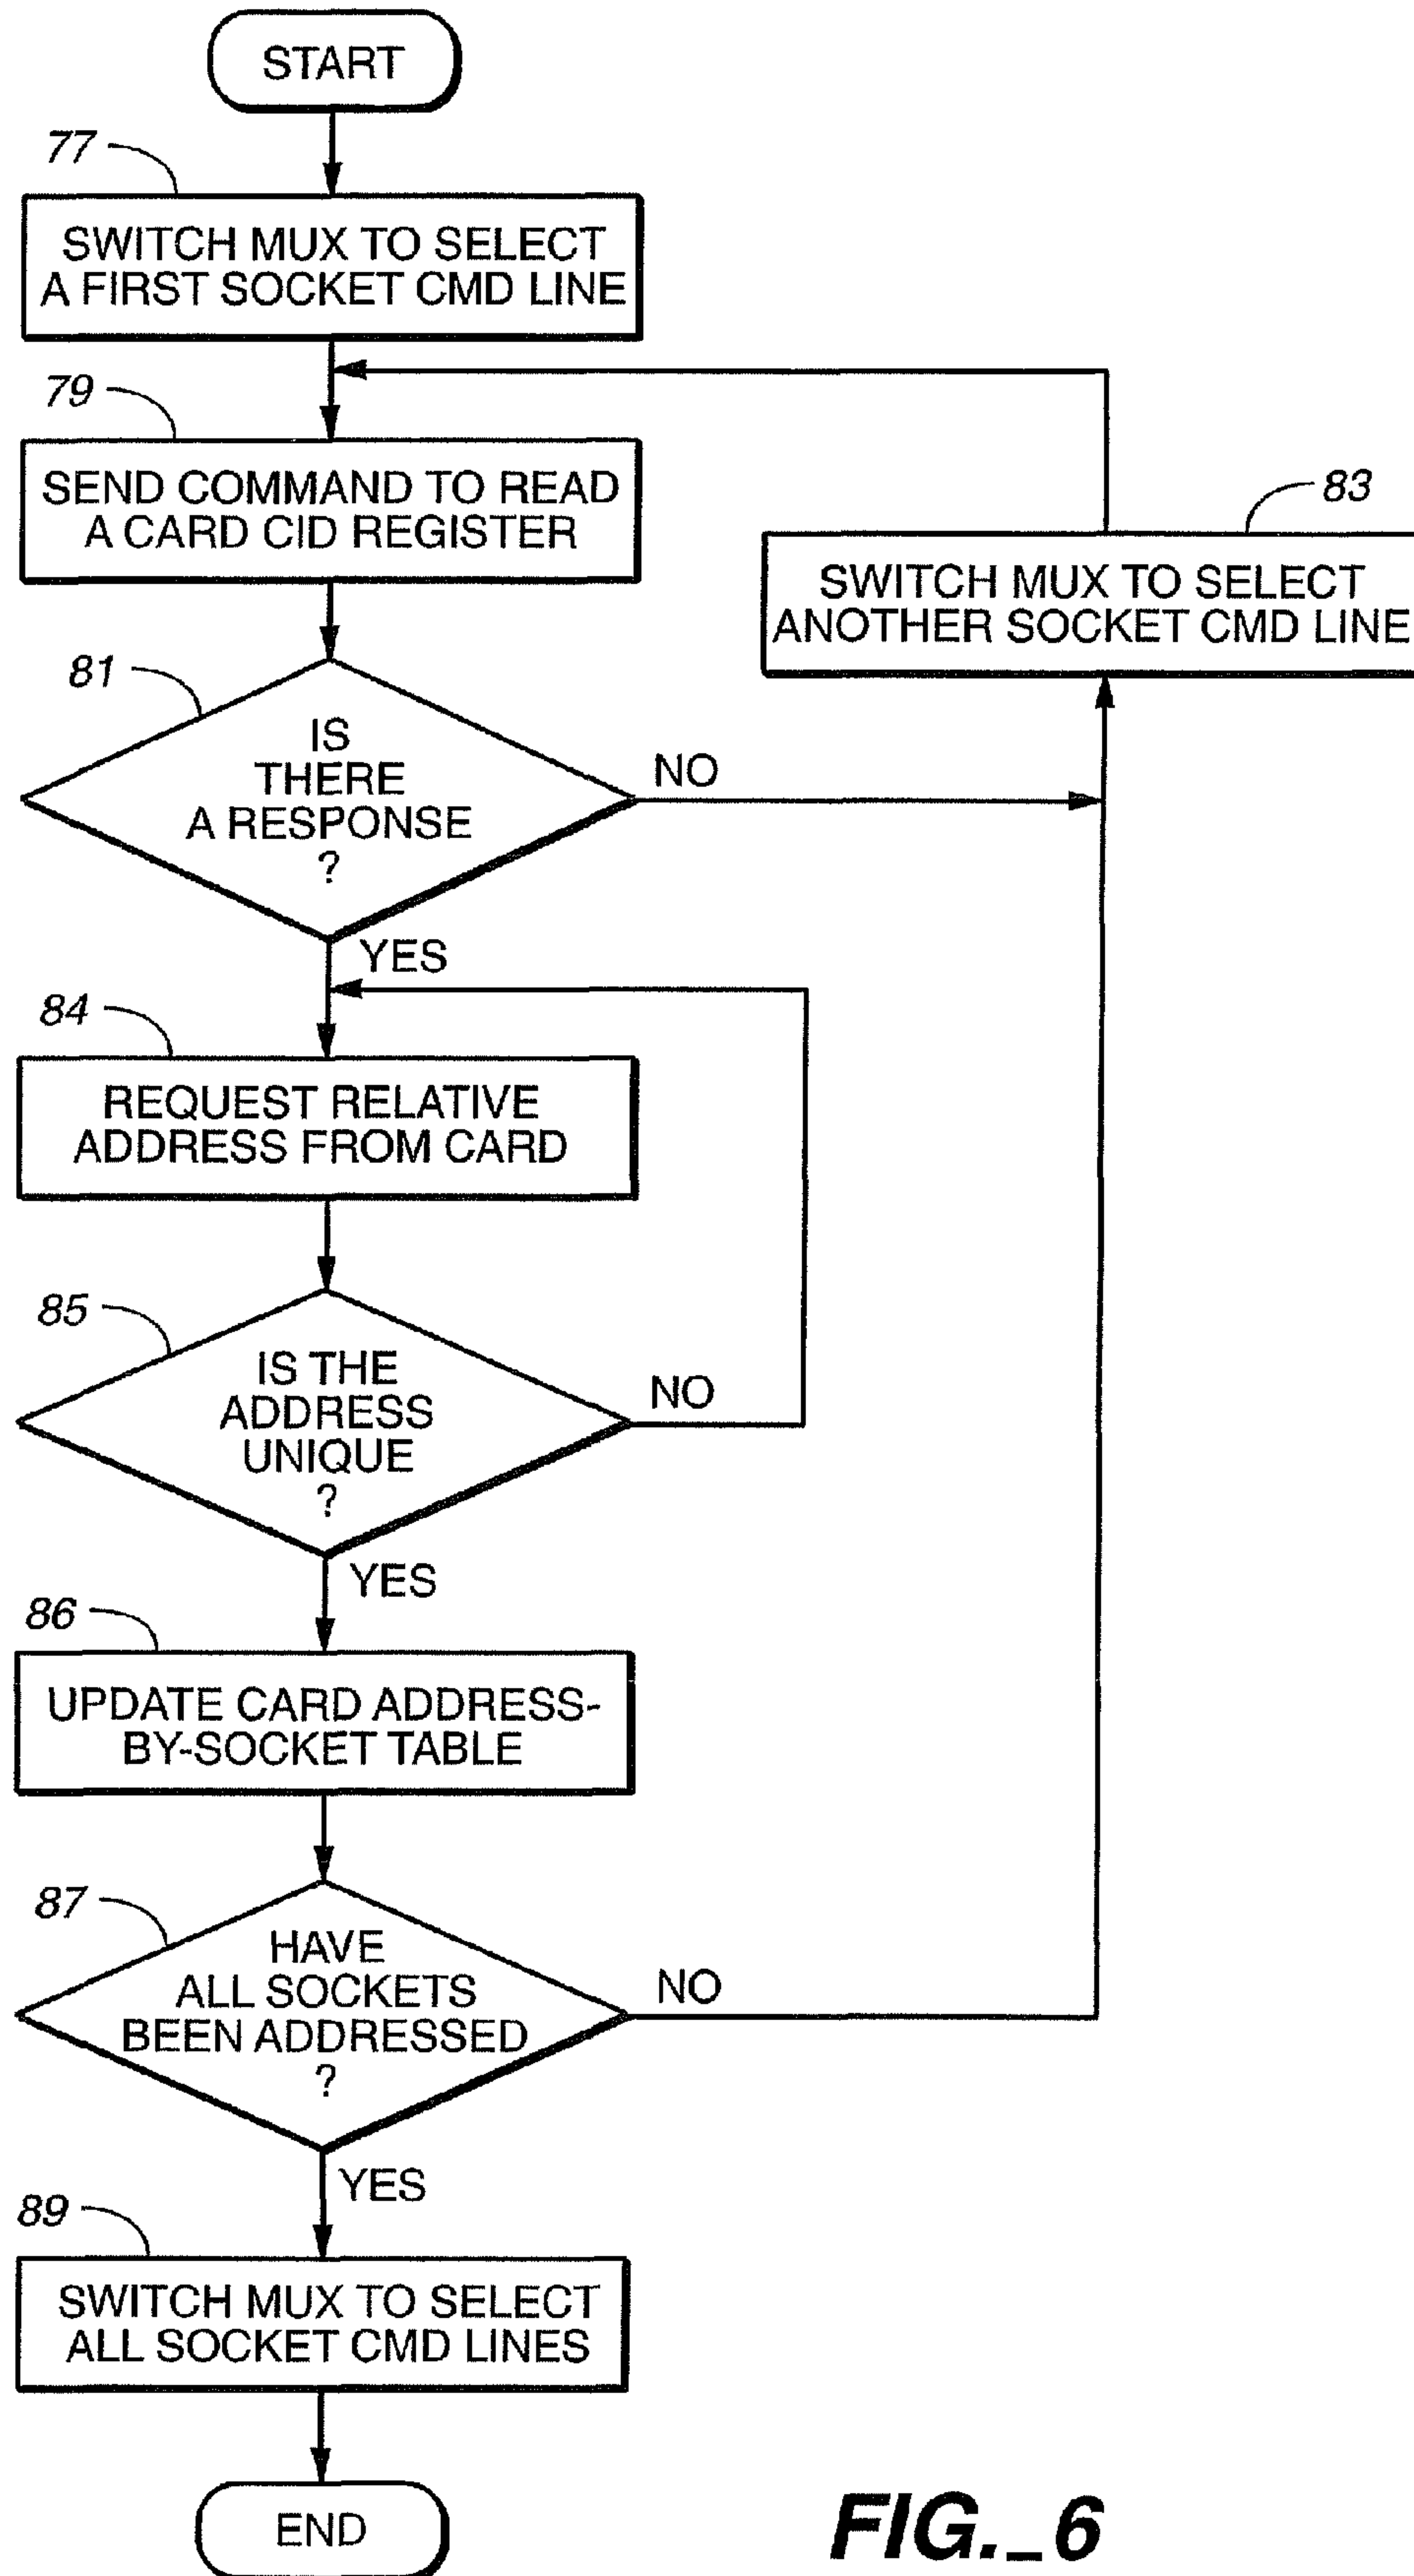 START
77
SWITCH MUX TO SELECT
A FIRST SOCKET CMD LINE
79
SEND COMMAND TO READ
A CARD CID REGISTER
83
SWITCH MUX TO SELECT
ANOTHER SOCKET CMD LINE
81
IS
THERE
A RESPONSE
?
NO
YES
84
REQUEST RELATIVE
ADDRESS FROM CARD
85
IS THE
ADDRESS
UNIQUE
?
NO
YES
86
UPDATE CARD ADDRESS-
BY-SOCKET TABLE
87
HAVE
ALL SOCKETS
BEEN ADDRESSED
?
NO
YES
89
SWITCH MUX TO SELECT
ALL SOCKET CMD LINES
END
FIG._6